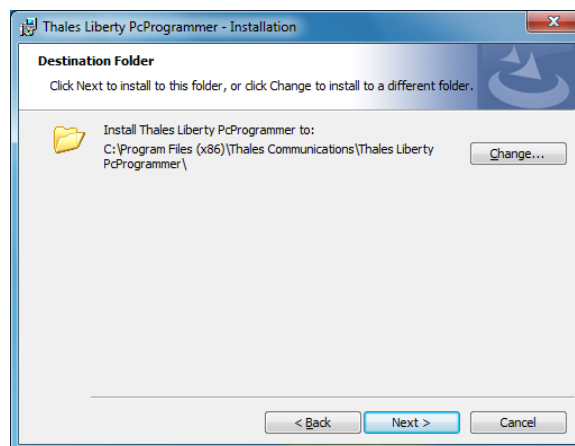 Thales Liberty PcProgrammer - Installation
Destination Folder
Click Next to install to this folder, or click Change to install to a different folder.
Install Thales Liberty PcProgrammer to:
C:\Program Files (x86)\Thales Communications\Thales Liberty
PcProgrammer\
Change...
< Back
Next >
Cancel